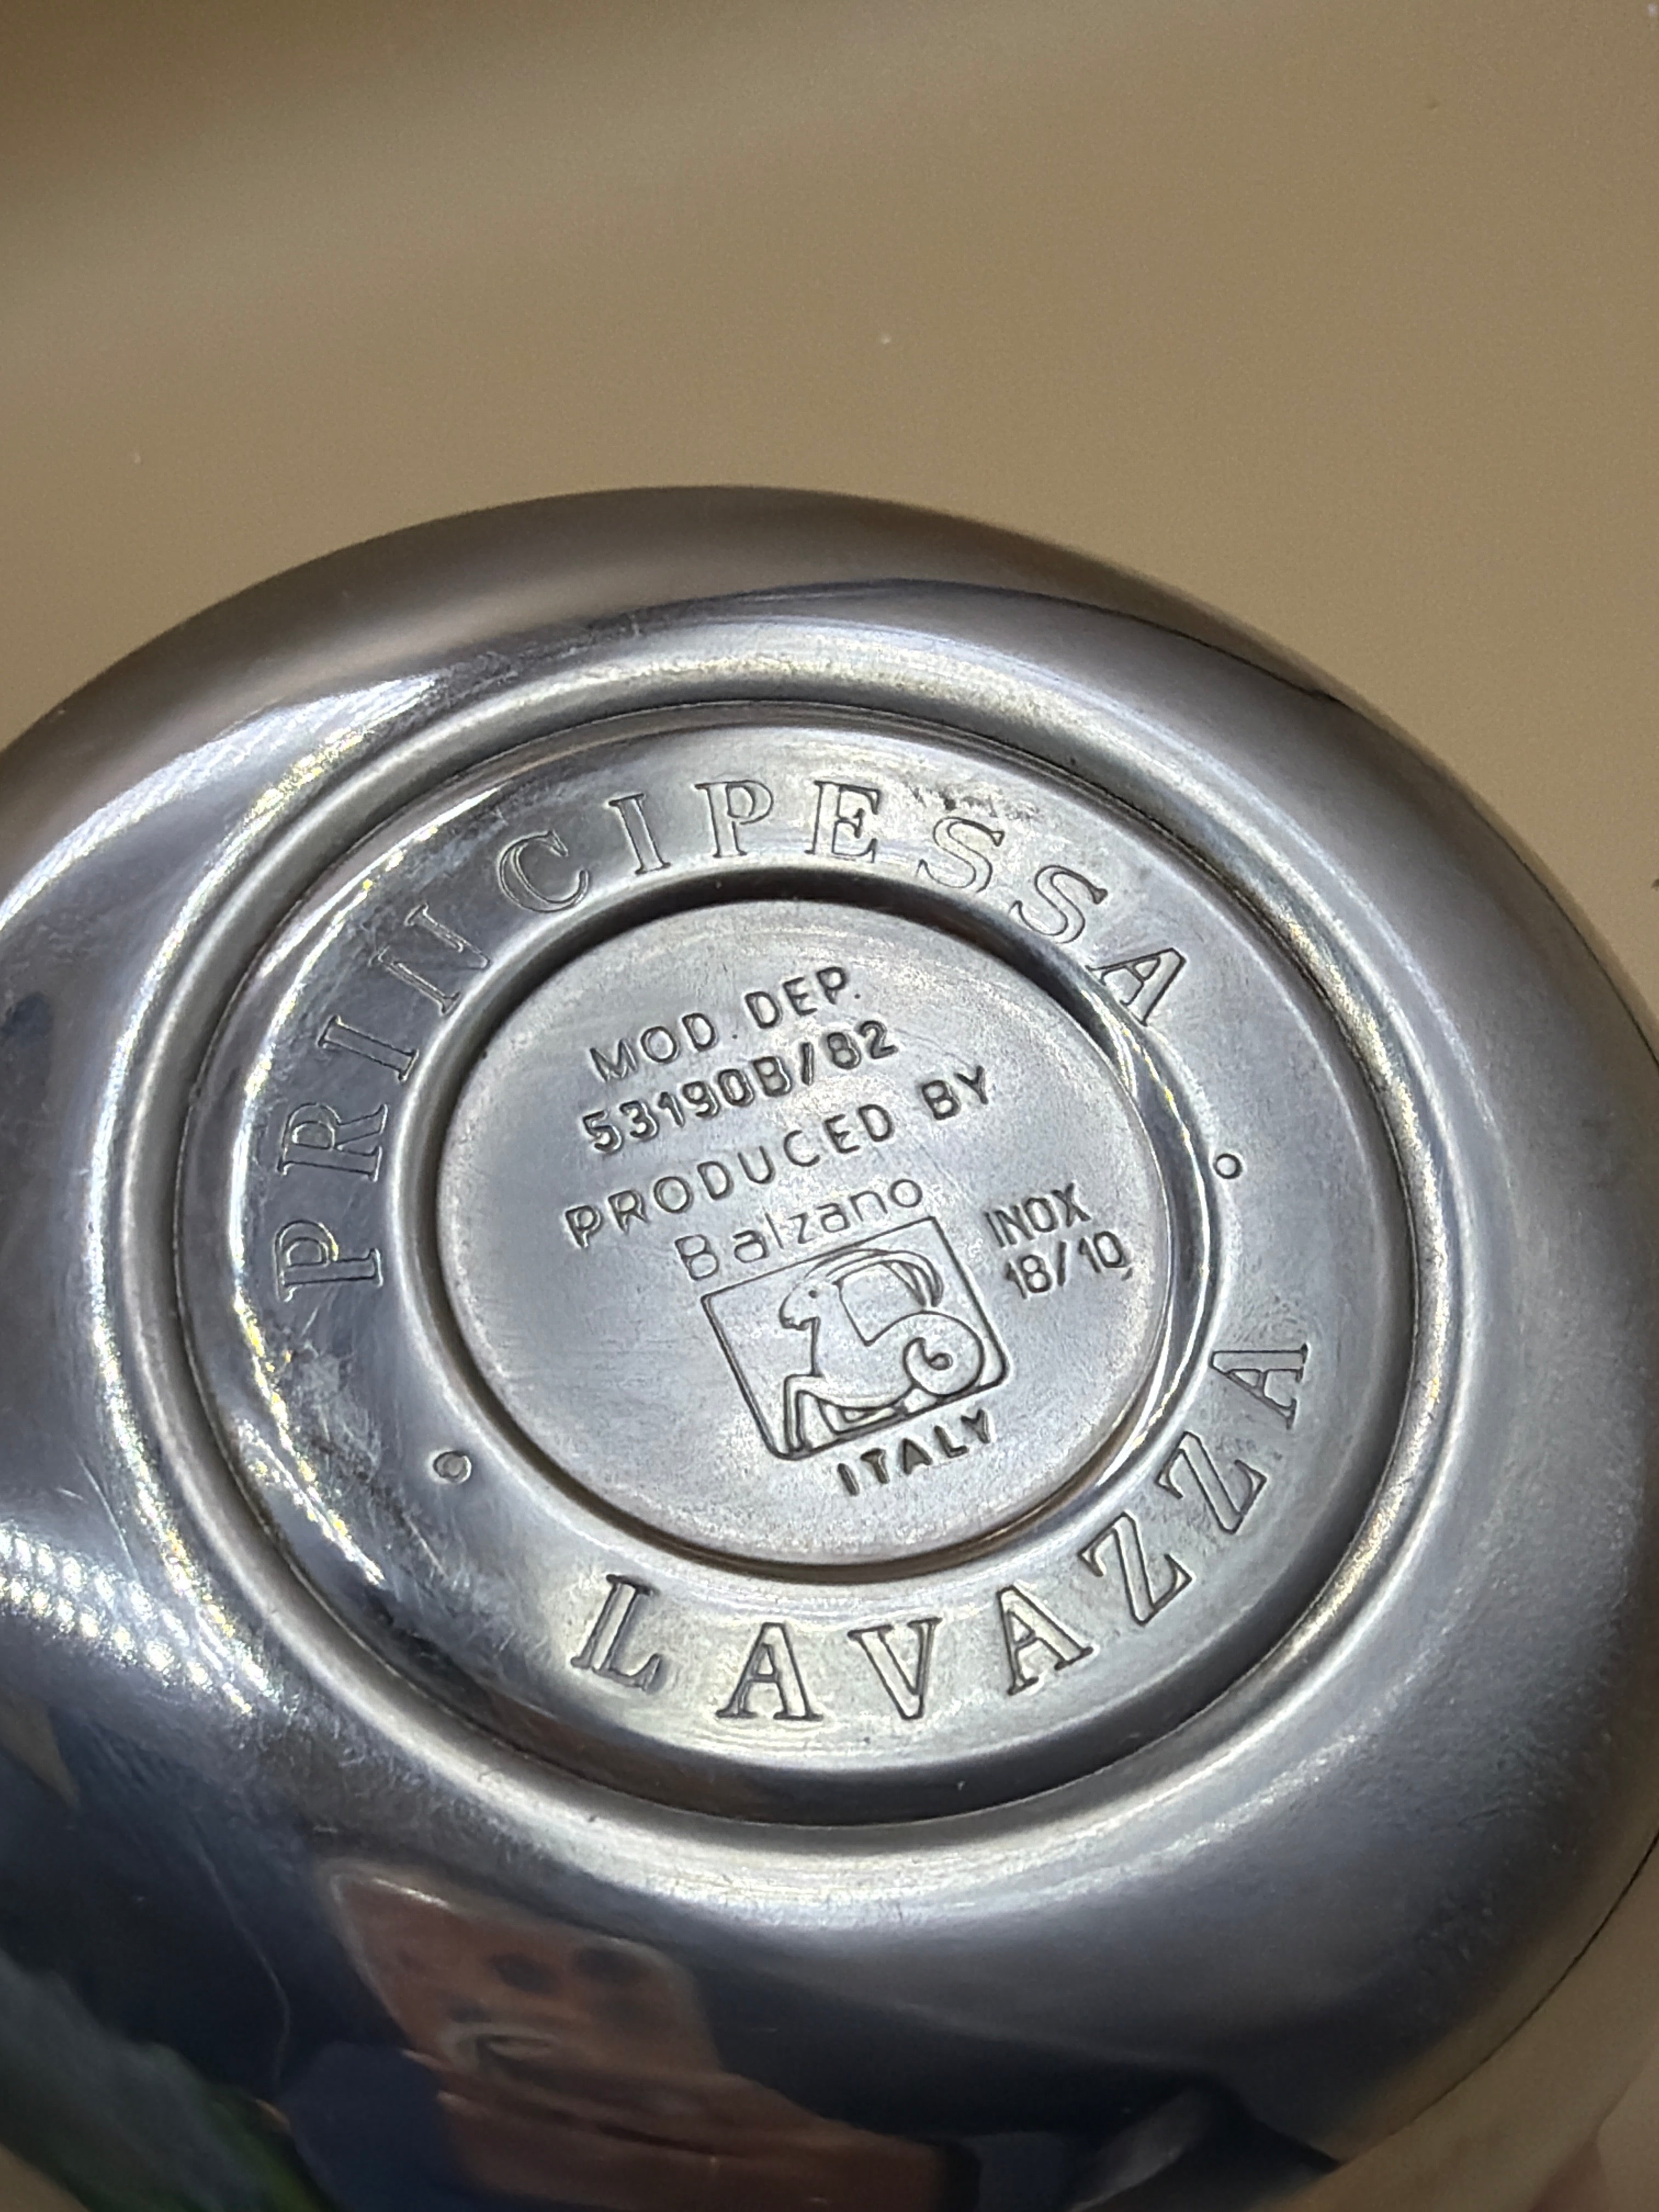 PRINCIPESSA
MOD. DEP.
53190B/82
PRODUCED BY
Balzano
INOX
18/10
ITALY
LAVAZZA